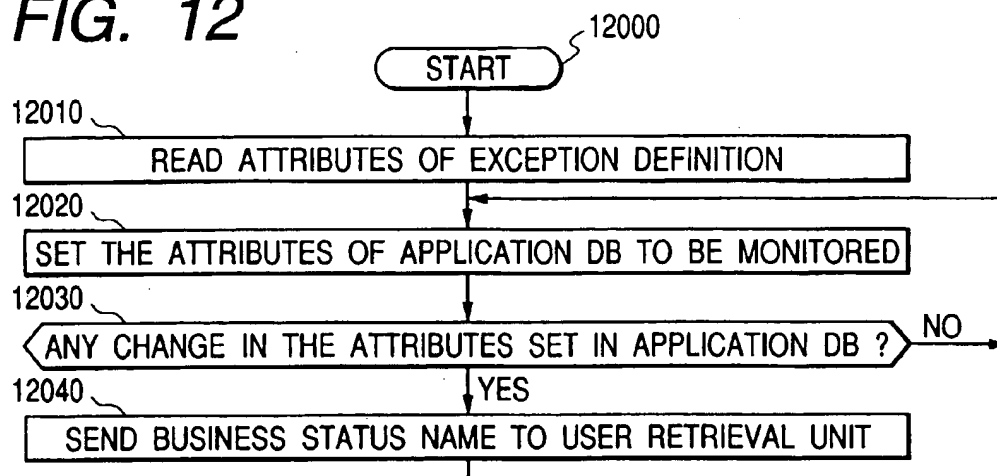 FIG. 12
12000
START
12010
READ ATTRIBUTES OF EXCEPTION DEFINITION
12020
SET THE ATTRIBUTES OF APPLICATION DB TO BE MONITORED
12030
ANY CHANGE IN THE ATTRIBUTES SET IN APPLICATION DB ?
NO
YES
12040
SEND BUSINESS STATUS NAME TO USER RETRIEVAL UNIT